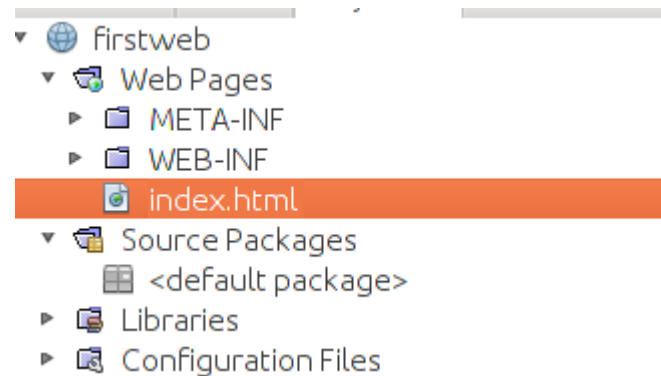 firstweb
Web Pages
META-INF
WEB-INF
index.html
Source Packages
<default package>
Libraries
Configuration Files